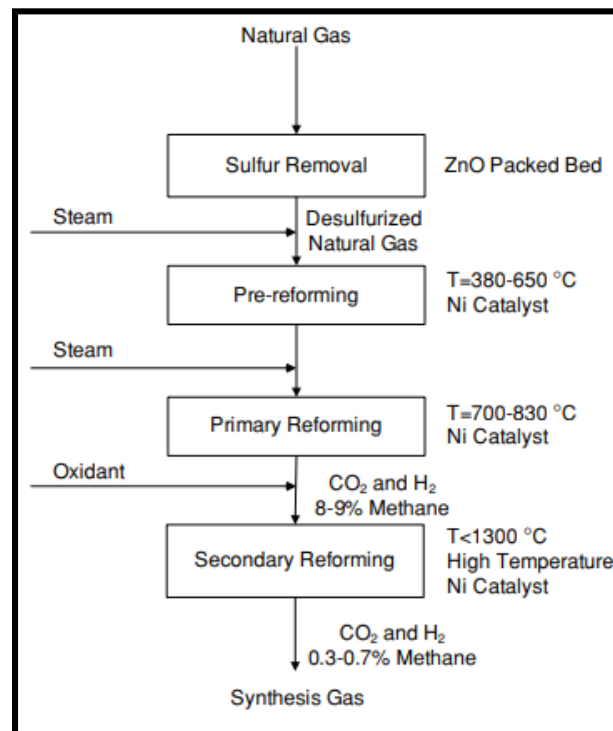 Natural Gas
Sulfur Removal
ZnO Packed Bed
Steam
Desulfurized
Natural Gas
Pre-reforming
T=380-650 °C
Ni Catalyst
Steam
Primary Reforming
T=700-830 °C
Ni Catalyst
Oxidant
CO₂ and H₂
8-9% Methane
Secondary Reforming
T<1300 °C
High Temperature
Ni Catalyst
CO₂ and H₂
0.3-0.7% Methane
Synthesis Gas